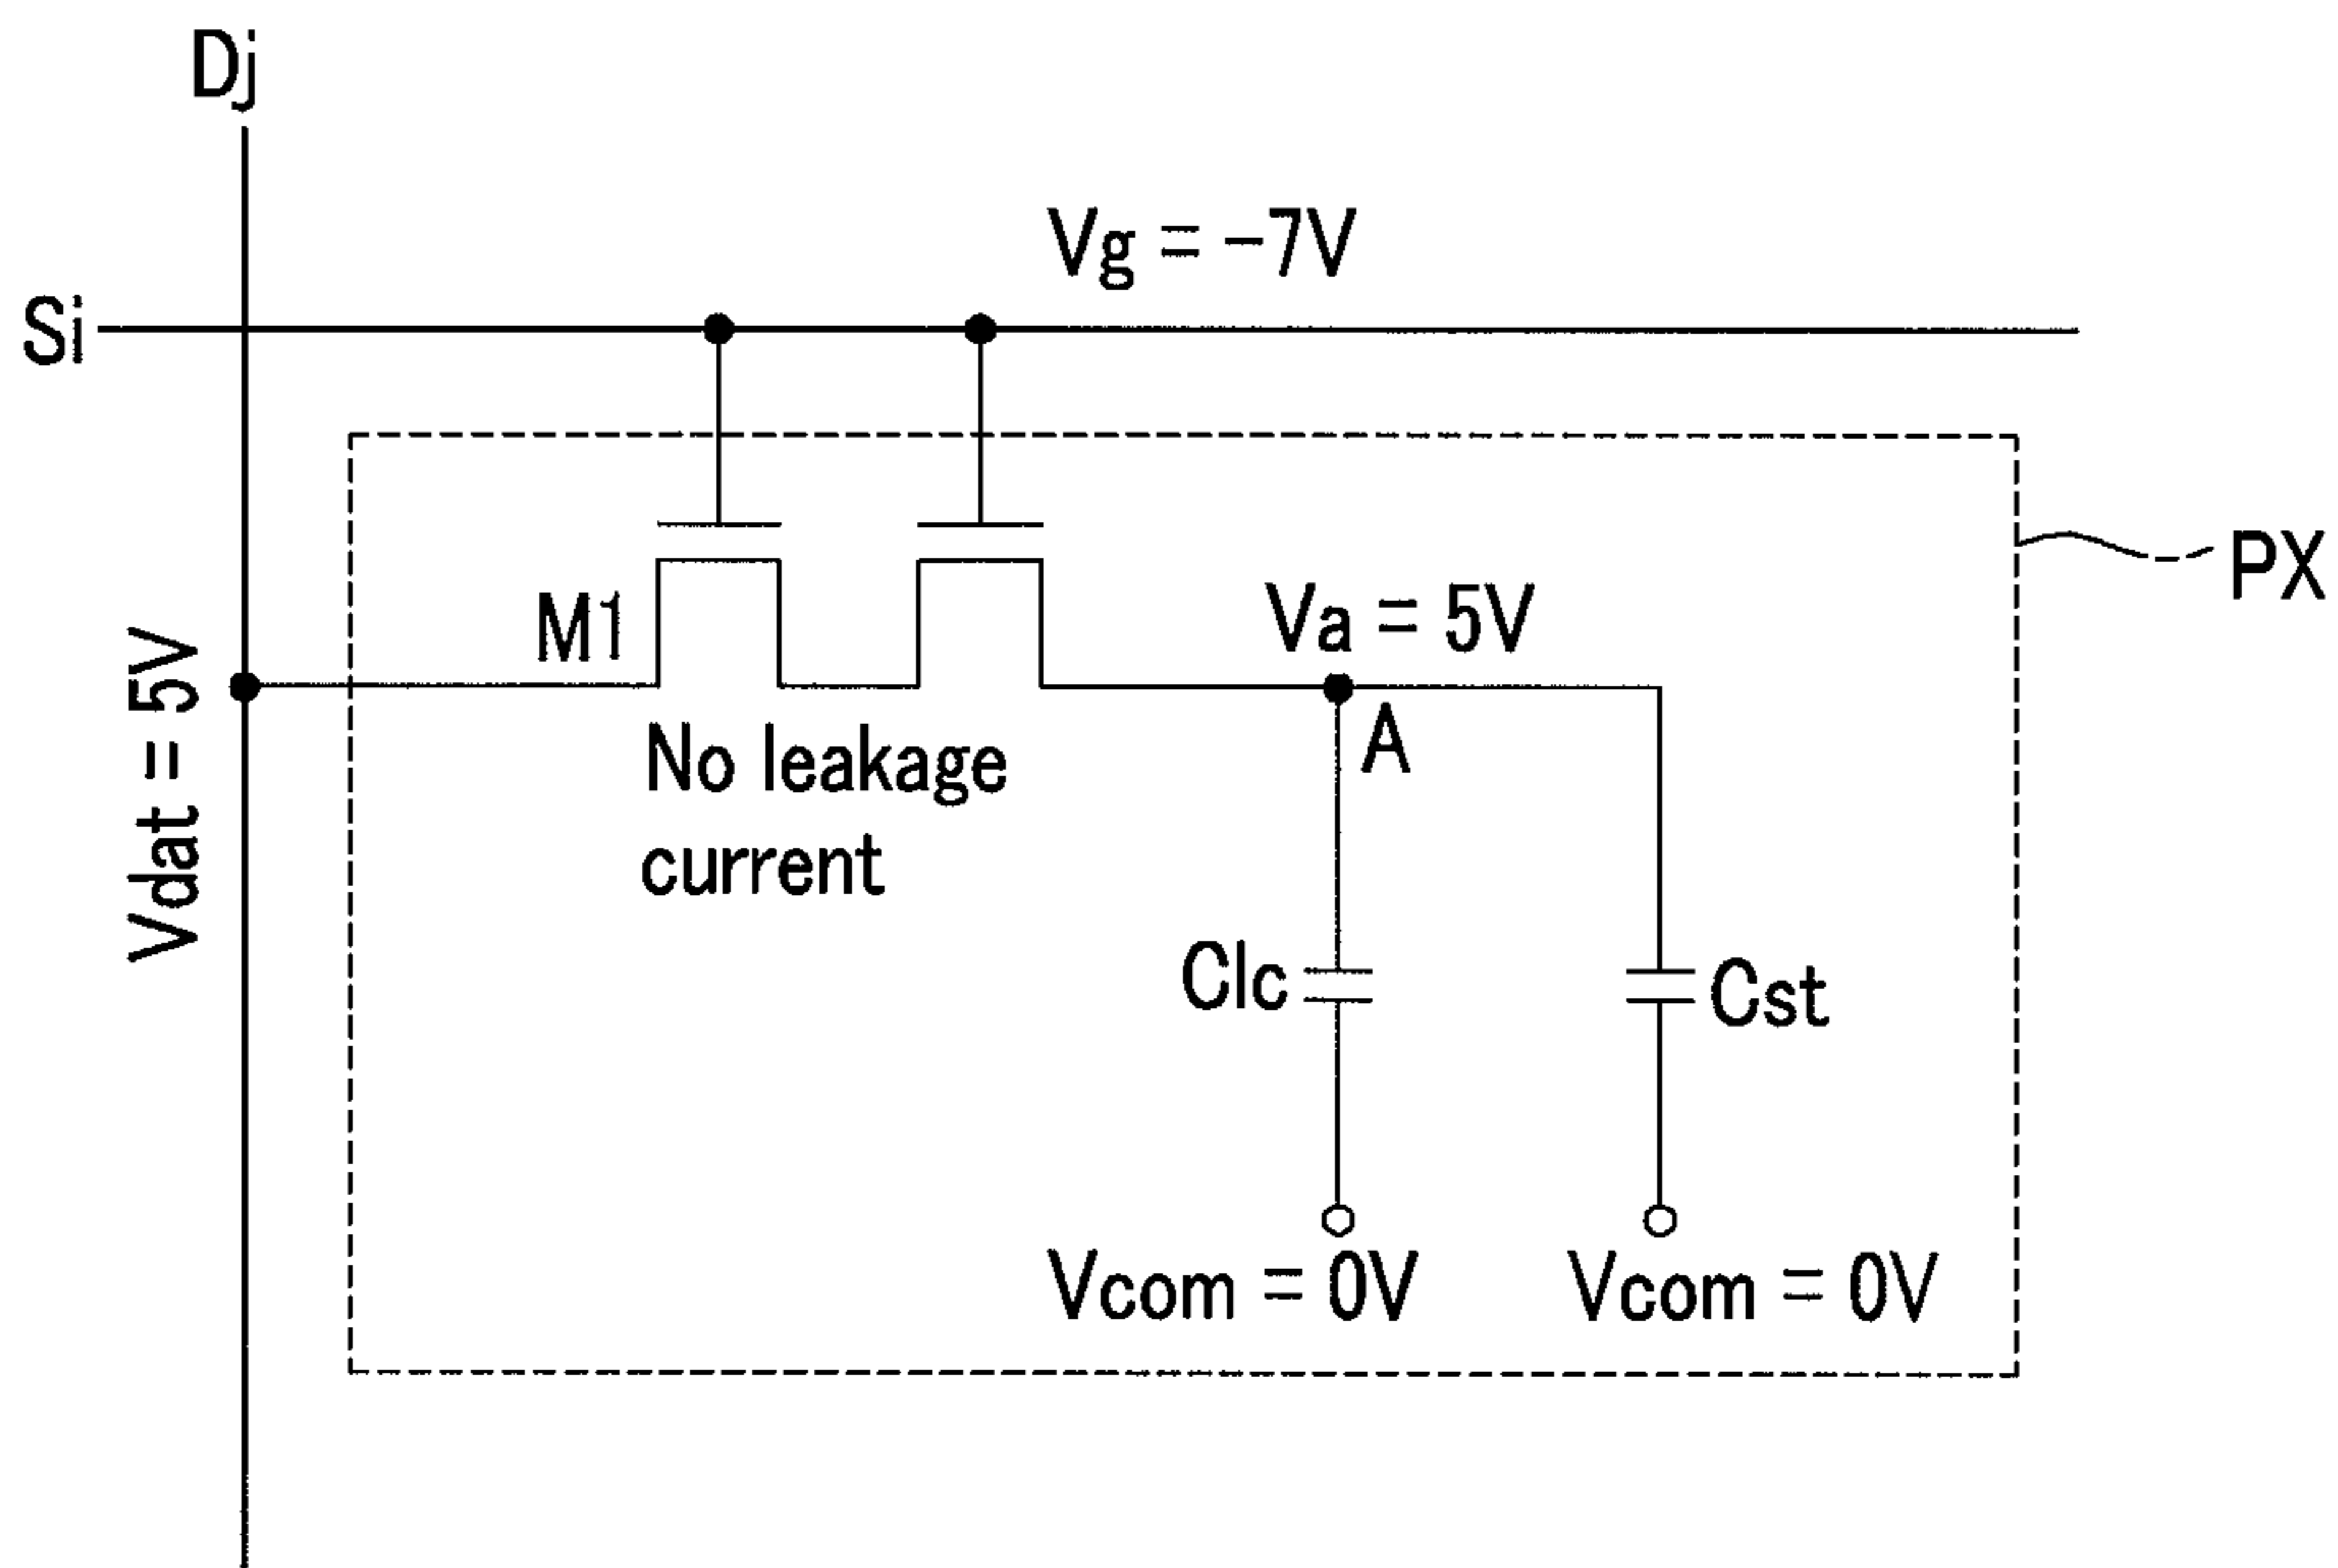 Dj
Vg = -7V
Si
PX
M1
Va = 5V
Vdat = 5V
No leakage
current
A
Clc
Cst
Vcom = 0V
Vcom = 0V